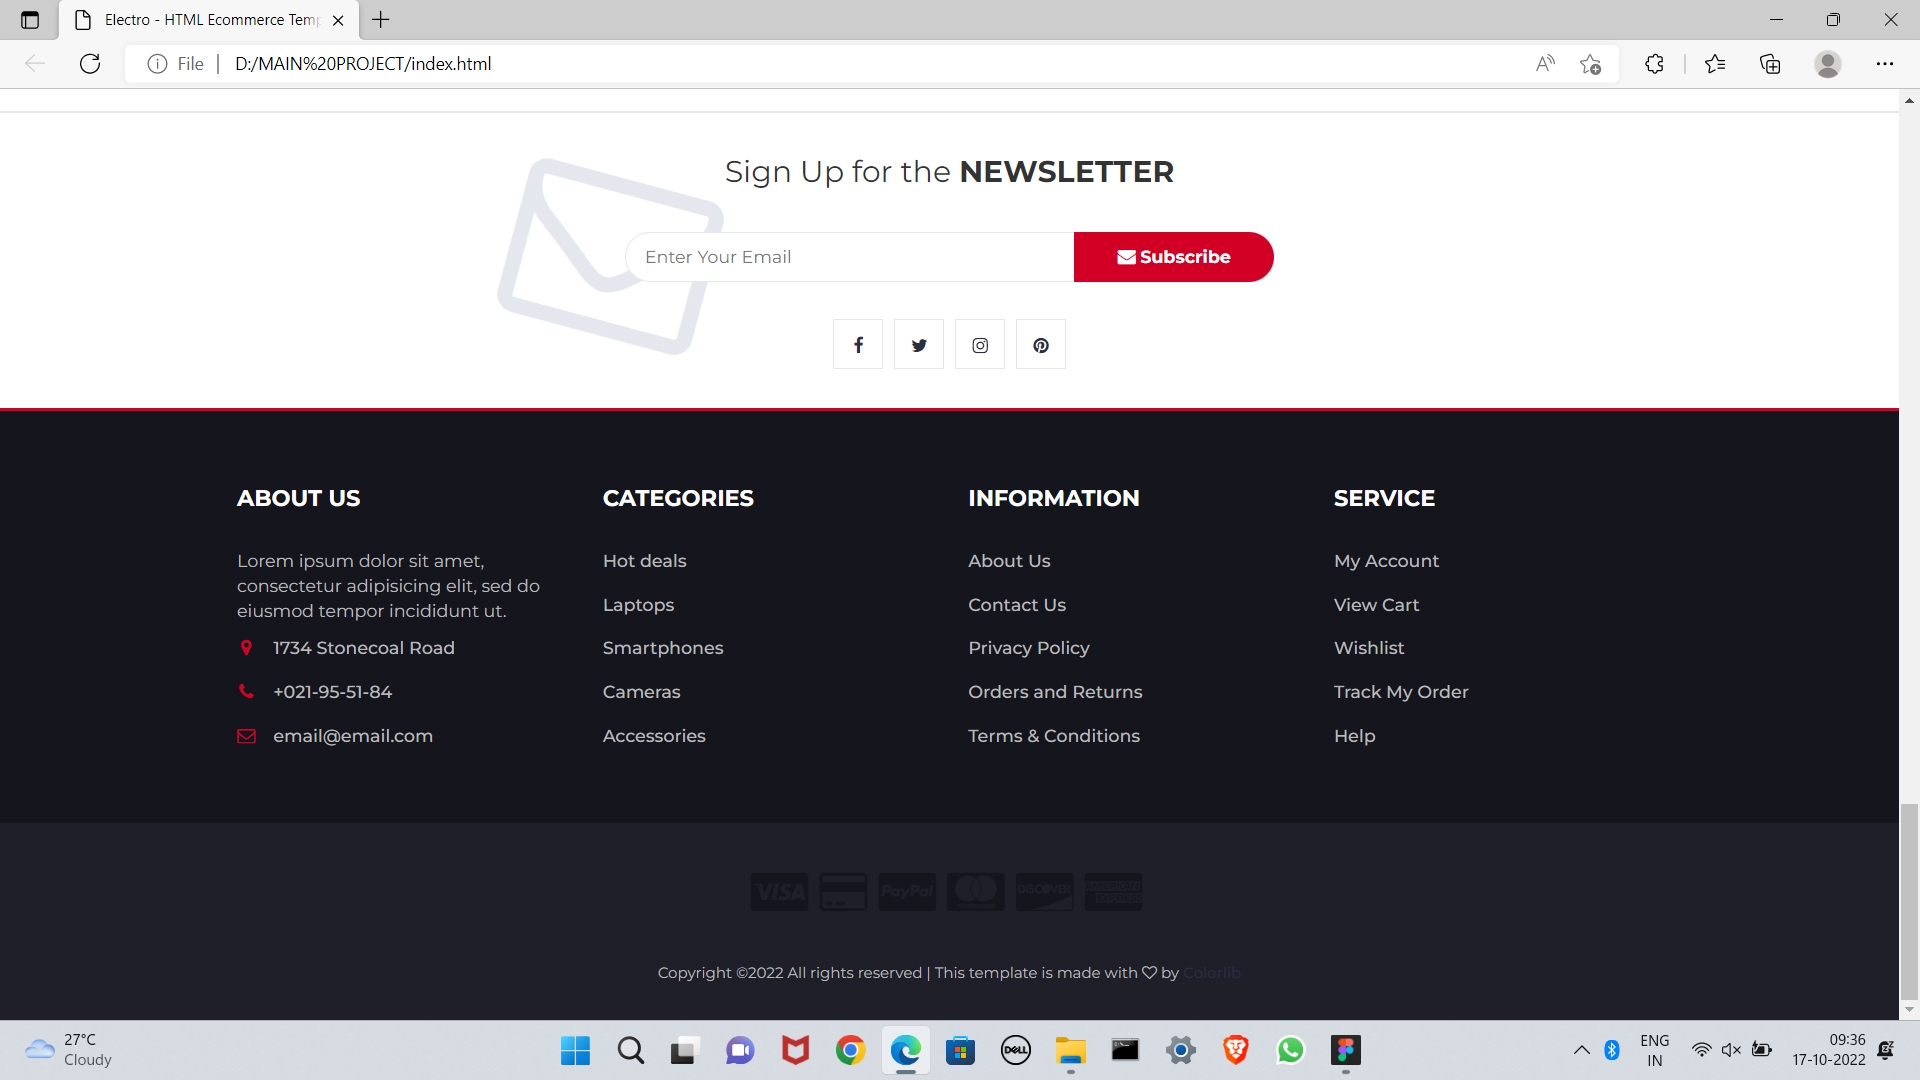 Electro - HTML Ecommerce Temp
File
D:/MAIN%20PROJECT/index.html
Sign Up for the NEWSLETTER
Enter Your Email
Subscribe
ABOUT US
Lorem ipsum dolor sit amet,
consectetur adipisicing elit, sed do
eiusmod tempor incididunt ut.
1734 Stonecoal Road
+021-95-51-84
email@email.com
CATEGORIES
Hot deals
Laptops
Smartphones
Cameras
Accessories
INFORMATION
About Us
Contact Us
Privacy Policy
Orders and Returns
Terms & Conditions
SERVICE
My Account
View Cart
Wishlist
Track My Order
Help
VISA
PayPal
DISCOVER
AMERICAN
EXPRESS
Copyright ©2022 All rights reserved | This template is made with ♡ by Colorlib
27°C
Cloudy
DELL
ENG
IN
09:36
17-10-2022